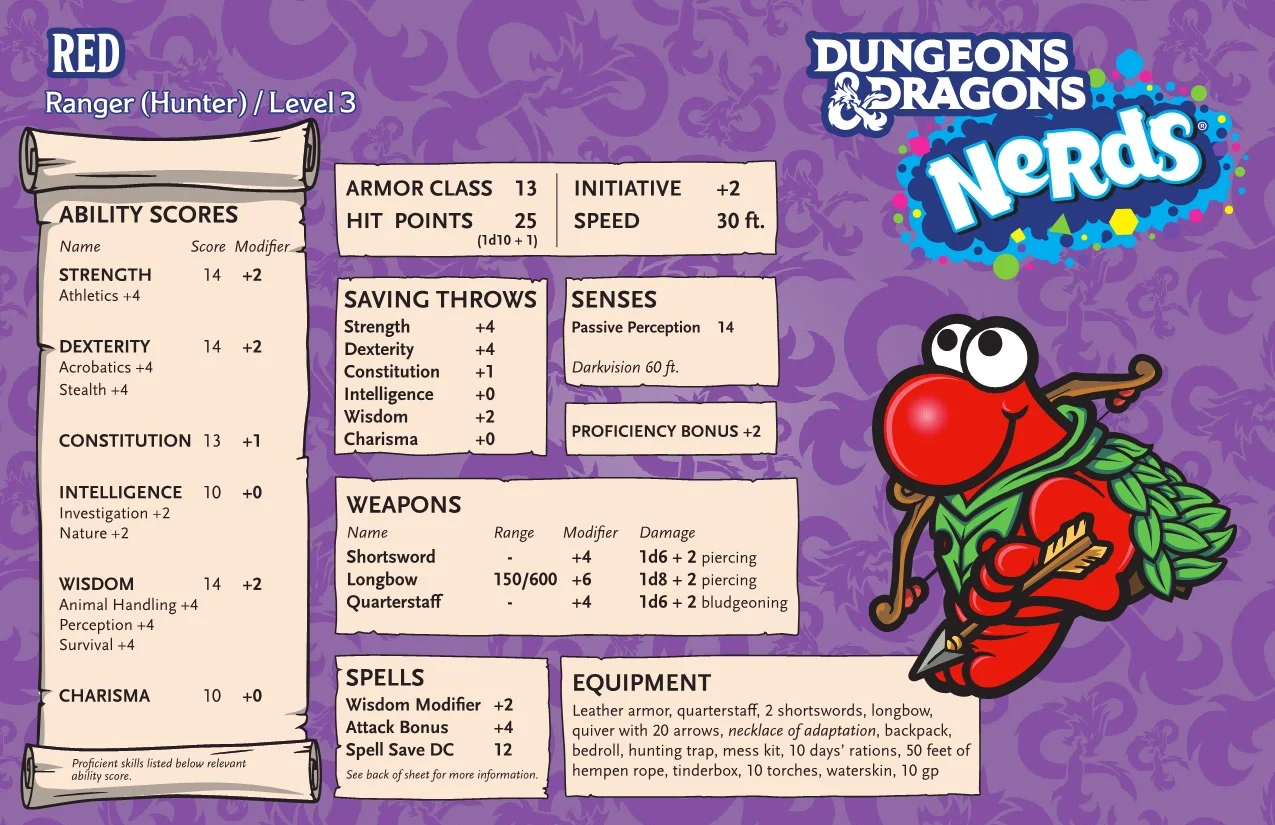 RED
Ranger (Hunter) / Level 3
DUNGEONS
& DRAGONS
NeRdS®
ABILITY SCORES
Name Score Modifier
STRENGTH 14 +2
Athletics +4
DEXTERITY 14 +2
Acrobatics +4
Stealth +4
CONSTITUTION 13 +1
INTELLIGENCE 10 +0
Investigation +2
Nature +2
WISDOM 14 +2
Animal Handling +4
Perception +4
Survival +4
CHARISMA 10 +0
Proficient skills listed below relevant
ability score.
ARMOR CLASS 13 INITIATIVE +2
HIT POINTS 25 SPEED 30 ft.
(1d10 + 1)
SAVING THROWS
Strength +4
Dexterity +4
Constitution +1
Intelligence +0
Wisdom +2
Charisma +0
SENSES
Passive Perception 14
Darkvision 60 ft.
PROFICIENCY BONUS +2
WEAPONS
Name Range Modifier Damage
Shortsword - +4 1d6 + 2 piercing
Longbow 150/600 +6 1d8 + 2 piercing
Quarterstaff - +4 1d6 + 2 bludgeoning
SPELLS
Wisdom Modifier +2
Attack Bonus +4
Spell Save DC 12
See back of sheet for more information.
EQUIPMENT
Leather armor, quarterstaff, 2 shortswords, longbow,
quiver with 20 arrows, necklace of adaptation, backpack,
bedroll, hunting trap, mess kit, 10 days’ rations, 50 feet of
hempen rope, tinderbox, 10 torches, waterskin, 10 gp